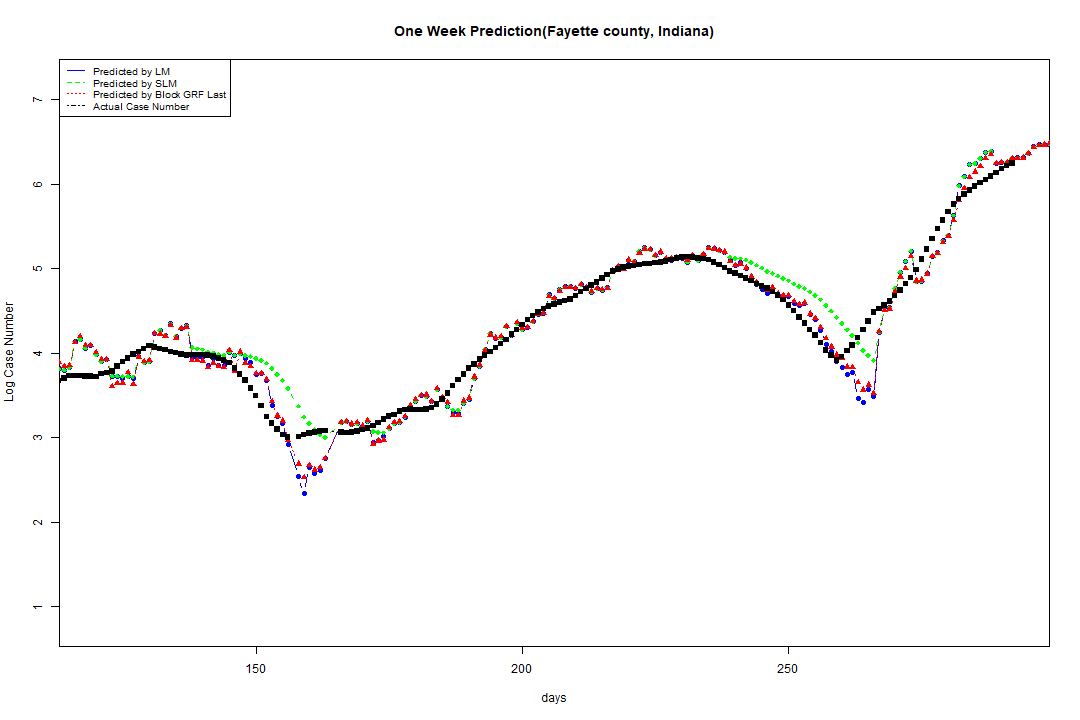 One Week Prediction(Fayette county, Indiana)
Predicted by LM
Predicted by SLM
Predicted by Block GRF Last
Actual Case Number
7
6
5
4
3
2
1
Log Case Number
150
200
250
days